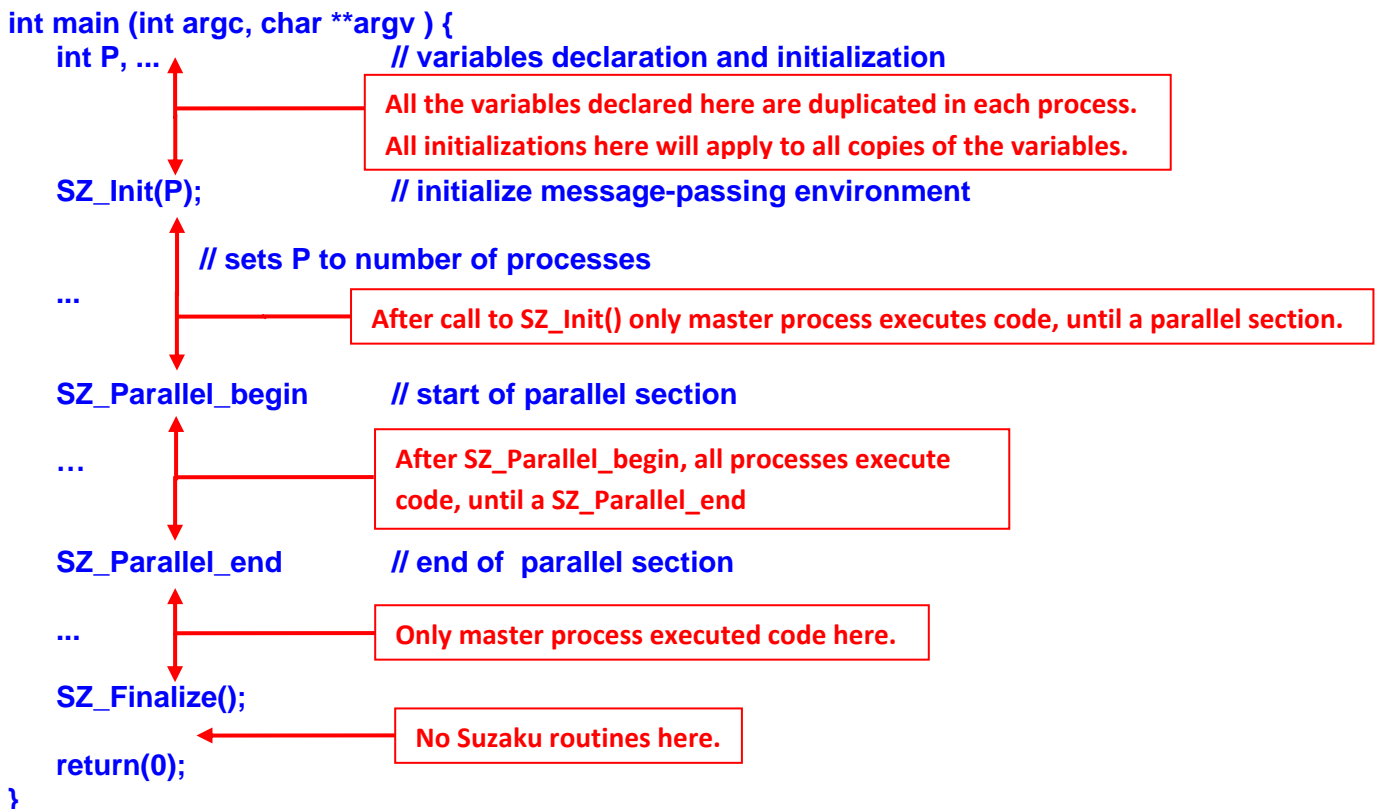 int main (int argc, char **argv ) {
int P, ... // variables declaration and initialization
All the variables declared here are duplicated in each process.
All initializations here will apply to all copies of the variables.
SZ_Init(P); // initialize message-passing environment
// sets P to number of processes
...
After call to SZ_Init() only master process executes code, until a parallel section.
SZ_Parallel_begin // start of parallel section
…
After SZ_Parallel_begin, all processes execute
code, until a SZ_Parallel_end
SZ_Parallel_end // end of  parallel section
...
Only master process executed code here.
SZ_Finalize();
No Suzaku routines here.
return(0);
}